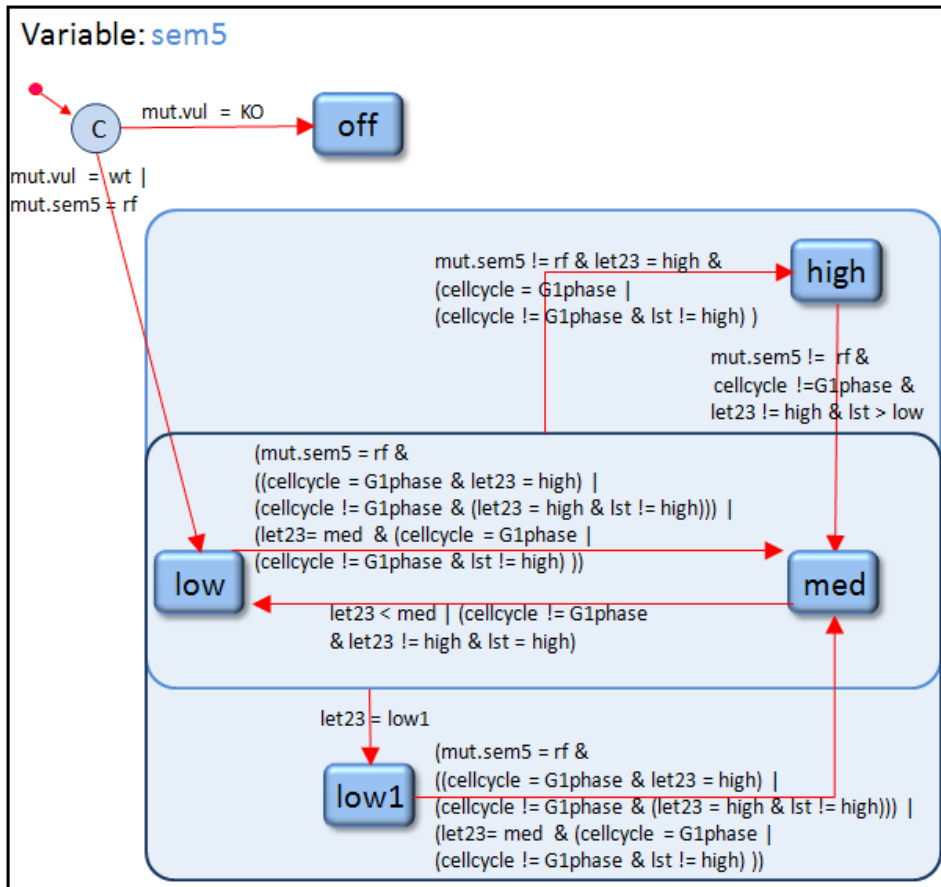 Variable: sem5
C
mut.vul = KO
off
mut.vul = wt |
mut.sem5 = rf
mut.sem5 != rf & let23 = high &
(cellcycle = G1phase |
(cellcycle != G1phase & lst != high) )
high
mut.sem5 != rf &
cellcycle !=G1phase &
let23 != high & lst > low
(mut.sem5 = rf &
((cellcycle = G1phase & let23 = high) |
(cellcycle != G1phase & (let23 = high & lst != high))) |
(let23= med & (cellcycle = G1phase |
(cellcycle != G1phase & lst != high) ))
low
med
let23 < med | (cellcycle != G1phase
& let23 != high & lst = high)
let23 = low1
low1
(mut.sem5 = rf &
((cellcycle = G1phase & let23 = high) |
(cellcycle != G1phase & (let23 = high & lst != high))) |
(let23= med & (cellcycle = G1phase |
(cellcycle != G1phase & lst != high) ))